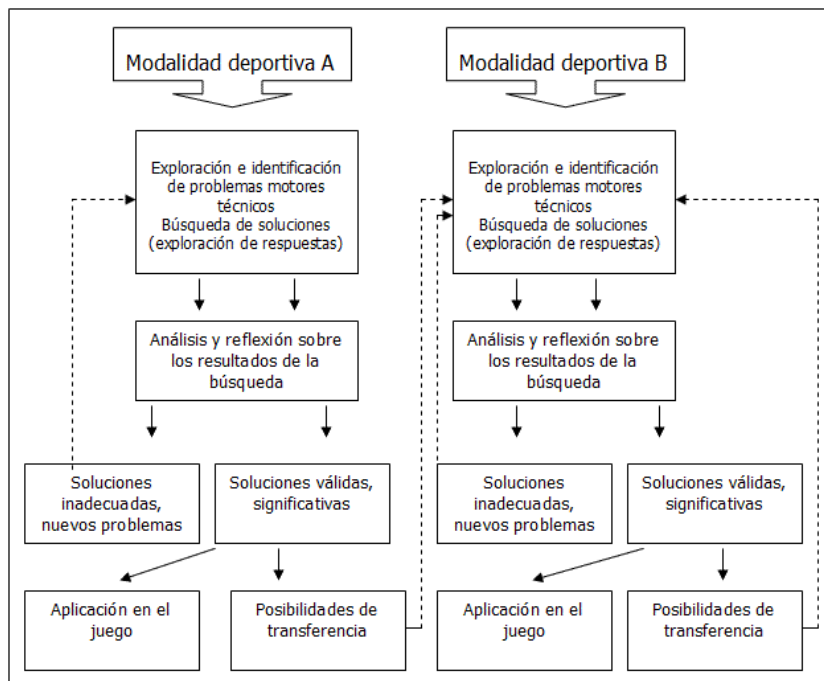 Modalidad deportiva A
Modalidad deportiva B
Exploración e identificación
de problemas motores
técnicos
Búsqueda de soluciones
(exploración de respuestas)
Exploración e identificación
de problemas motores
técnicos
Búsqueda de soluciones
(exploración de respuestas)
Análisis y reflexión sobre
los resultados de la
búsqueda
Análisis y reflexión sobre
los resultados de la
búsqueda
Soluciones
inadecuadas,
nuevos problemas
Soluciones válidas,
significativas
Soluciones
inadecuadas,
nuevos problemas
Soluciones válidas,
significativas
Aplicación en el
juego
Posibilidades de
transferencia
Aplicación en el
juego
Posibilidades de
transferencia